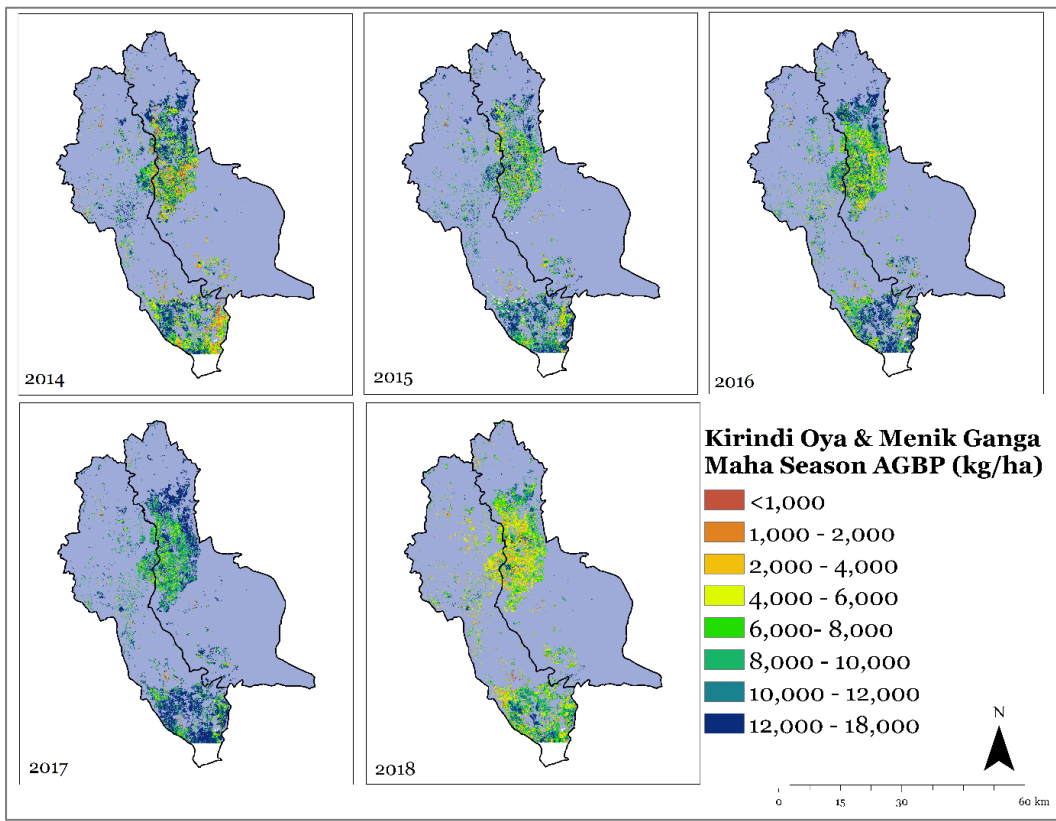 2014
2015
2016
2017
2018
Kirindi Oya & Menik Ganga
Maha Season AGBP (kg/ha)
<1,000
1,000 - 2,000
2,000 - 4,000
4,000 - 6,000
6,000- 8,000
8,000 - 10,000
10,000 - 12,000
12,000 - 18,000
N
0 15 30 60 km